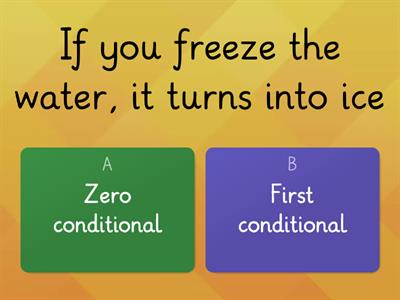 If you freeze the
water, it turns into ice
A
Zero
conditional
B
First
conditional